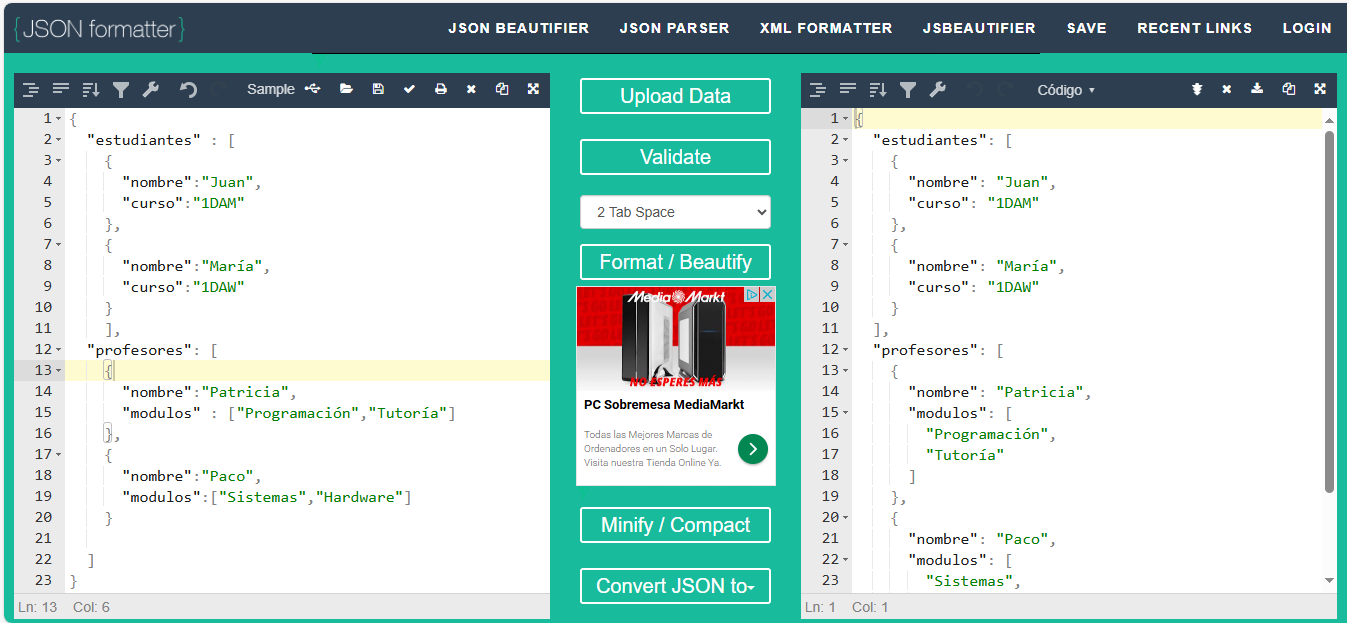 {JSON formatter}
JSON BEAUTIFIER JSON PARSER XML FORMATTER JSBEAUTIFIER SAVE RECENT LINKS LOGIN
Sample
1 {
2 "estudiantes" : [
3 {
4 "nombre":"Juan",
5 "curso":"1DAM"
6 },
7 {
8 "nombre":"María",
9 "curso":"1DAW"
10 }
11 ],
12 "profesores": [
13 {
14 "nombre":"Patricia",
15 "modulos" : ["Programación","Tutoría"]
16 },
17 {
18 "nombre":"Paco",
19 "modulos":["Sistemas","Hardware"]
20 }
21
22 ]
23 }
Ln: 13 Col: 6
Upload Data
Validate
2 Tab Space
Format / Beautify
MediaMarkt
NO ESPERES MÁS
PC Sobremesa MediaMarkt
Todas las Mejores Marcas de
Ordenadores en un Solo Lugar.
Visita nuestra Tienda Online Ya.
Minify / Compact
Convert JSON to
Código
1 {
2 "estudiantes": [
3 {
4 "nombre": "Juan",
5 "curso": "1DAM"
6 },
7 {
8 "nombre": "María",
9 "curso": "1DAW"
10 }
11 ],
12 "profesores": [
13 {
14 "nombre": "Patricia",
15 "modulos": [
16 "Programación",
17 "Tutoría"
18 ]
19 },
20 {
21 "nombre": "Paco",
22 "modulos": [
23 "Sistemas",
Ln: 1 Col: 1